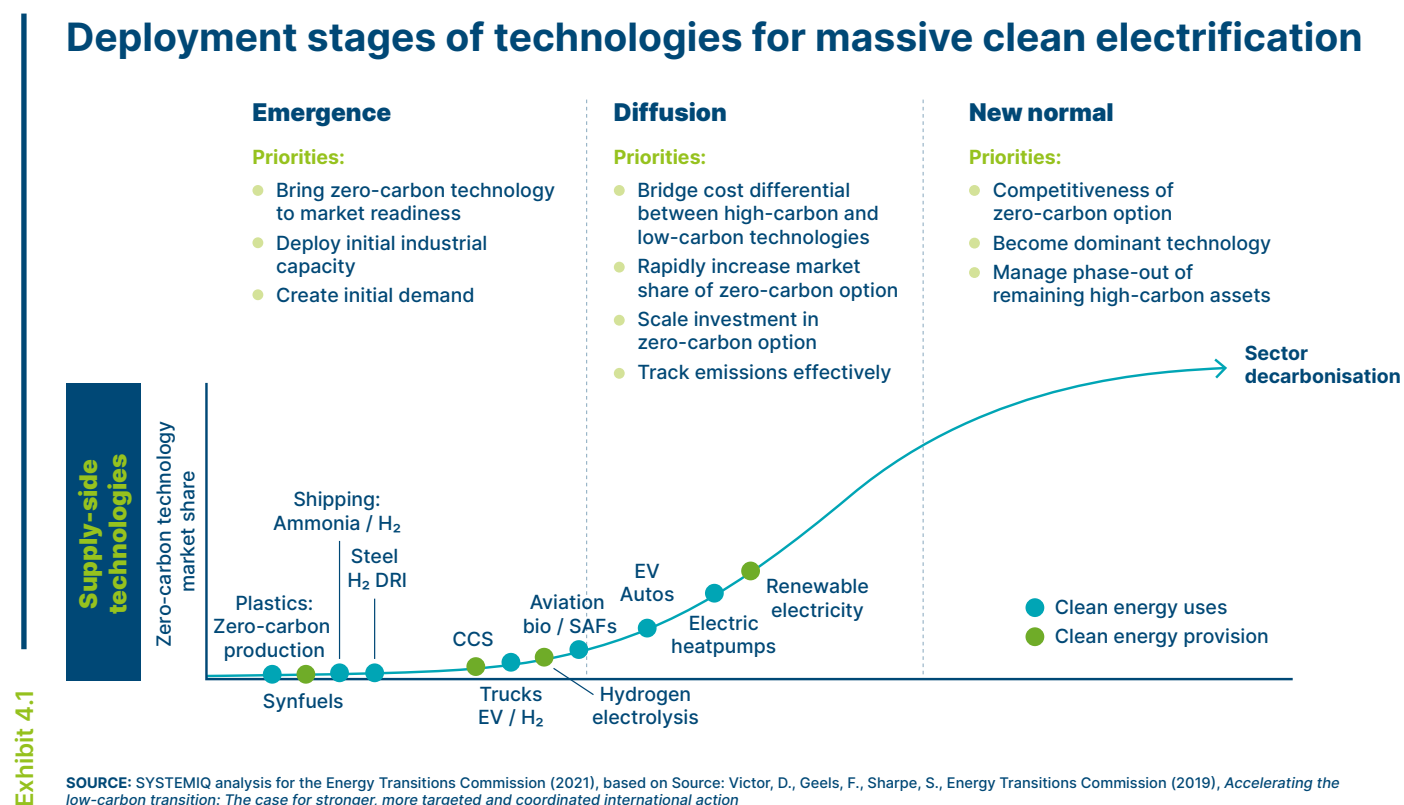 Deployment stages of technologies for massive clean electrification
Emergence
Priorities:
Bring zero-carbon technology
to market readiness
Deploy initial industrial
capacity
Create initial demand
Diffusion
Priorities:
Bridge cost differential
between high-carbon and
low-carbon technologies
Rapidly increase market
share of zero-carbon option
Scale investment in
zero-carbon option
Track emissions effectively
New normal
Priorities:
Competitiveness of
zero-carbon option
Become dominant technology
Manage phase-out of
remaining high-carbon assets
Sector
decarbonisation
Supply-side
technologies
Zero-carbon technology
market share
Shipping:
Ammonia / H₂
Steel
H₂ DRI
Plastics:
Zero-carbon
production
Synfuels
CCS
Trucks
EV / H₂
Aviation
bio / SAFs
Hydrogen
electrolysis
EV
Autos
Electric
heatpumps
Renewable
electricity
Clean energy uses
Clean energy provision
Exhibit 4.1
SOURCE: SYSTEMIQ analysis for the Energy Transitions Commission (2021), based on Source: Victor, D., Geels, F., Sharpe, S., Energy Transitions Commission (2019), Accelerating the
low-carbon transition: The case for stronger, more targeted and coordinated international action